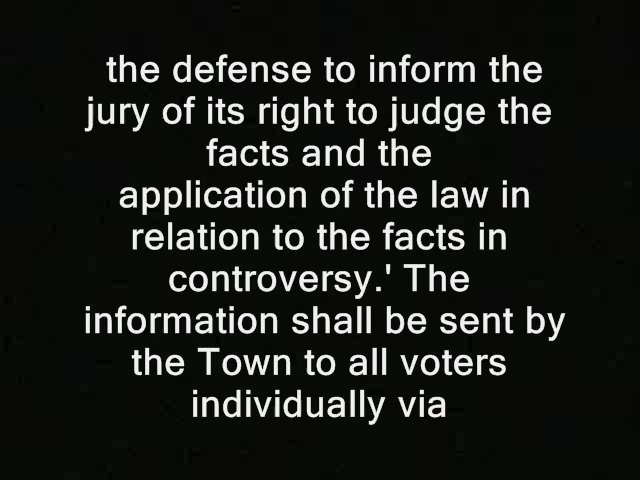 the defense to inform the
jury of its right to judge the
facts and the
application of the law in
relation to the facts in
controversy.' The
information shall be sent by
the Town to all voters
individually via